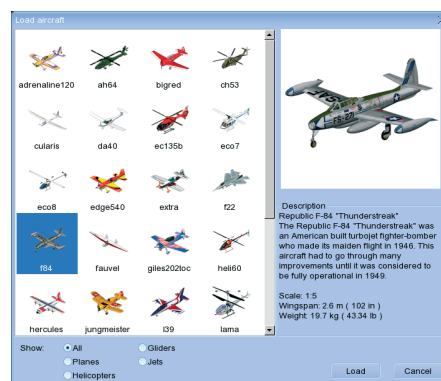 Load aircraft
adrenaline120 ah64 bigred ch53
cularis da40 ec135b eco7
eco8 edge540 extra f22
f84 fauvel giles202toc heli60
hercules jungmeister l39 lama
Show: All Gliders
Planes Jets
Helicopters
FS-271
Description
Republic F-84 "Thunderstreak"
The Republic F-84 "Thunderstreak" was
an American built turbojet fighter-bomber
who made its maiden flight in 1946. This
aircraft had to go through many
improvements until it was considered to
be fully operational in 1949.
Scale: 1:5
Wingspan: 2.6 m ( 102 in )
Weight: 19.7 kg ( 43.34 lb )
Load Cancel